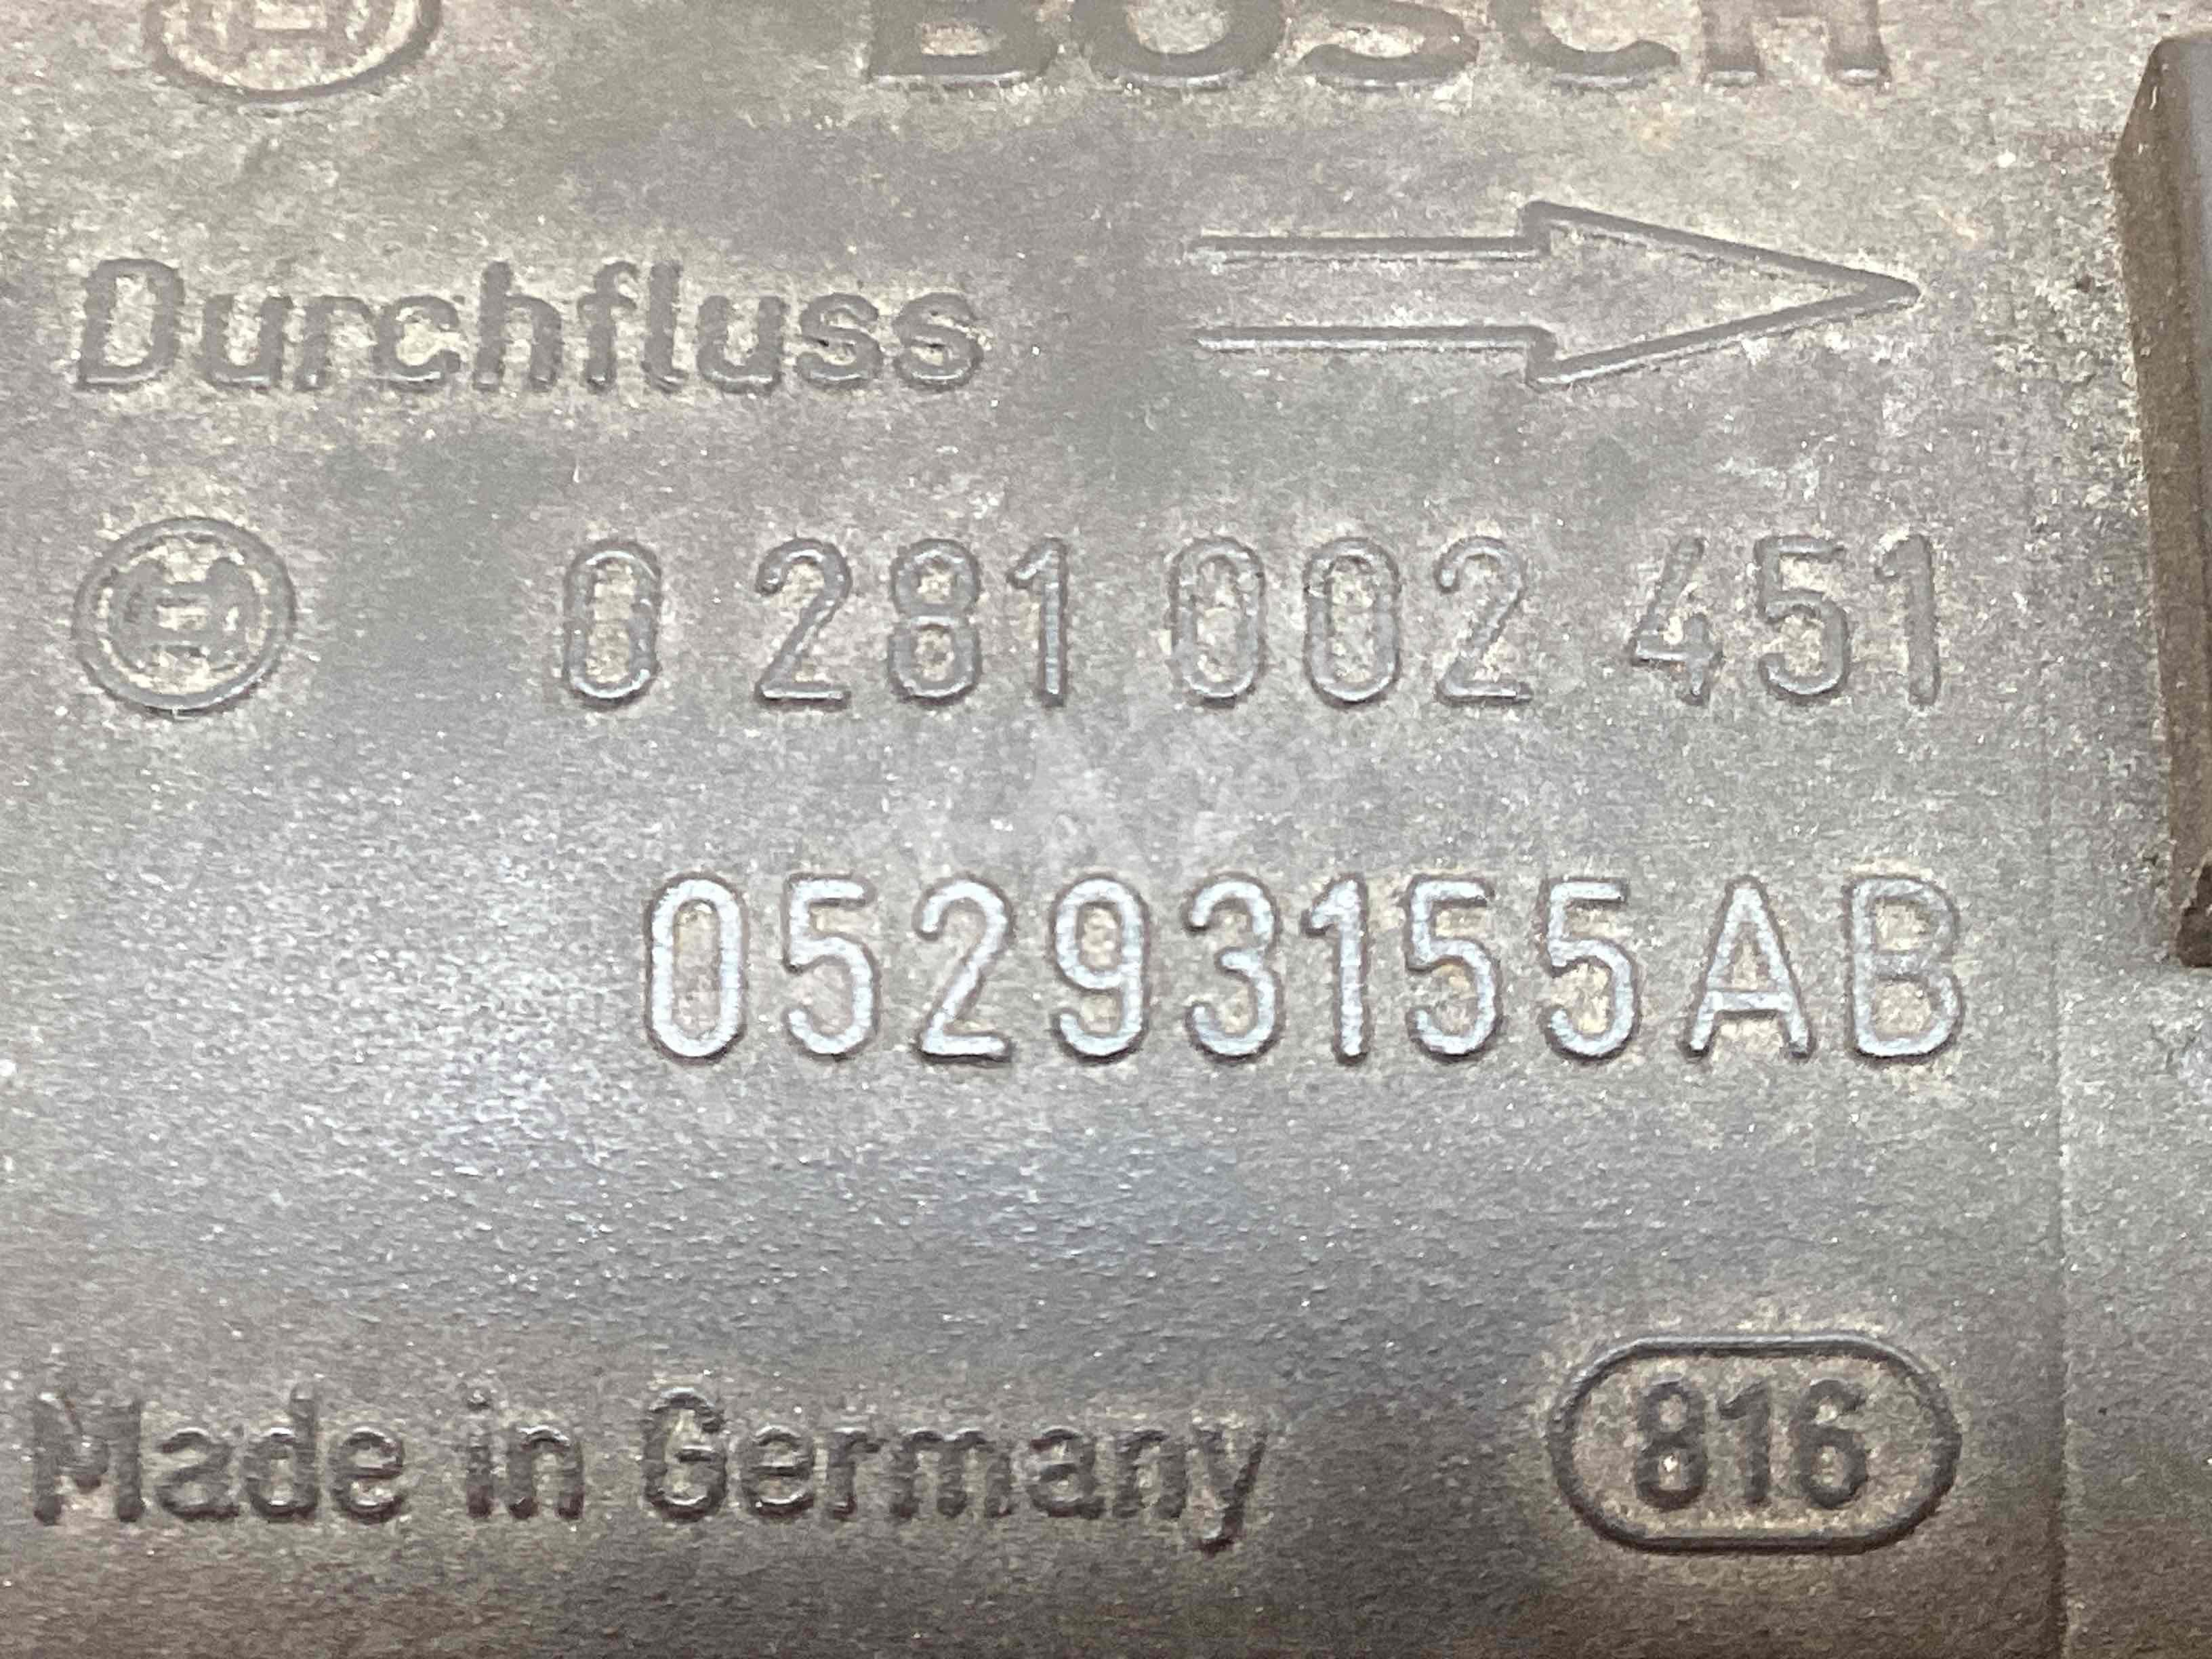 BOSCH
Durchfluss
0 281 002 451
05293155AB
Made in Germany 816